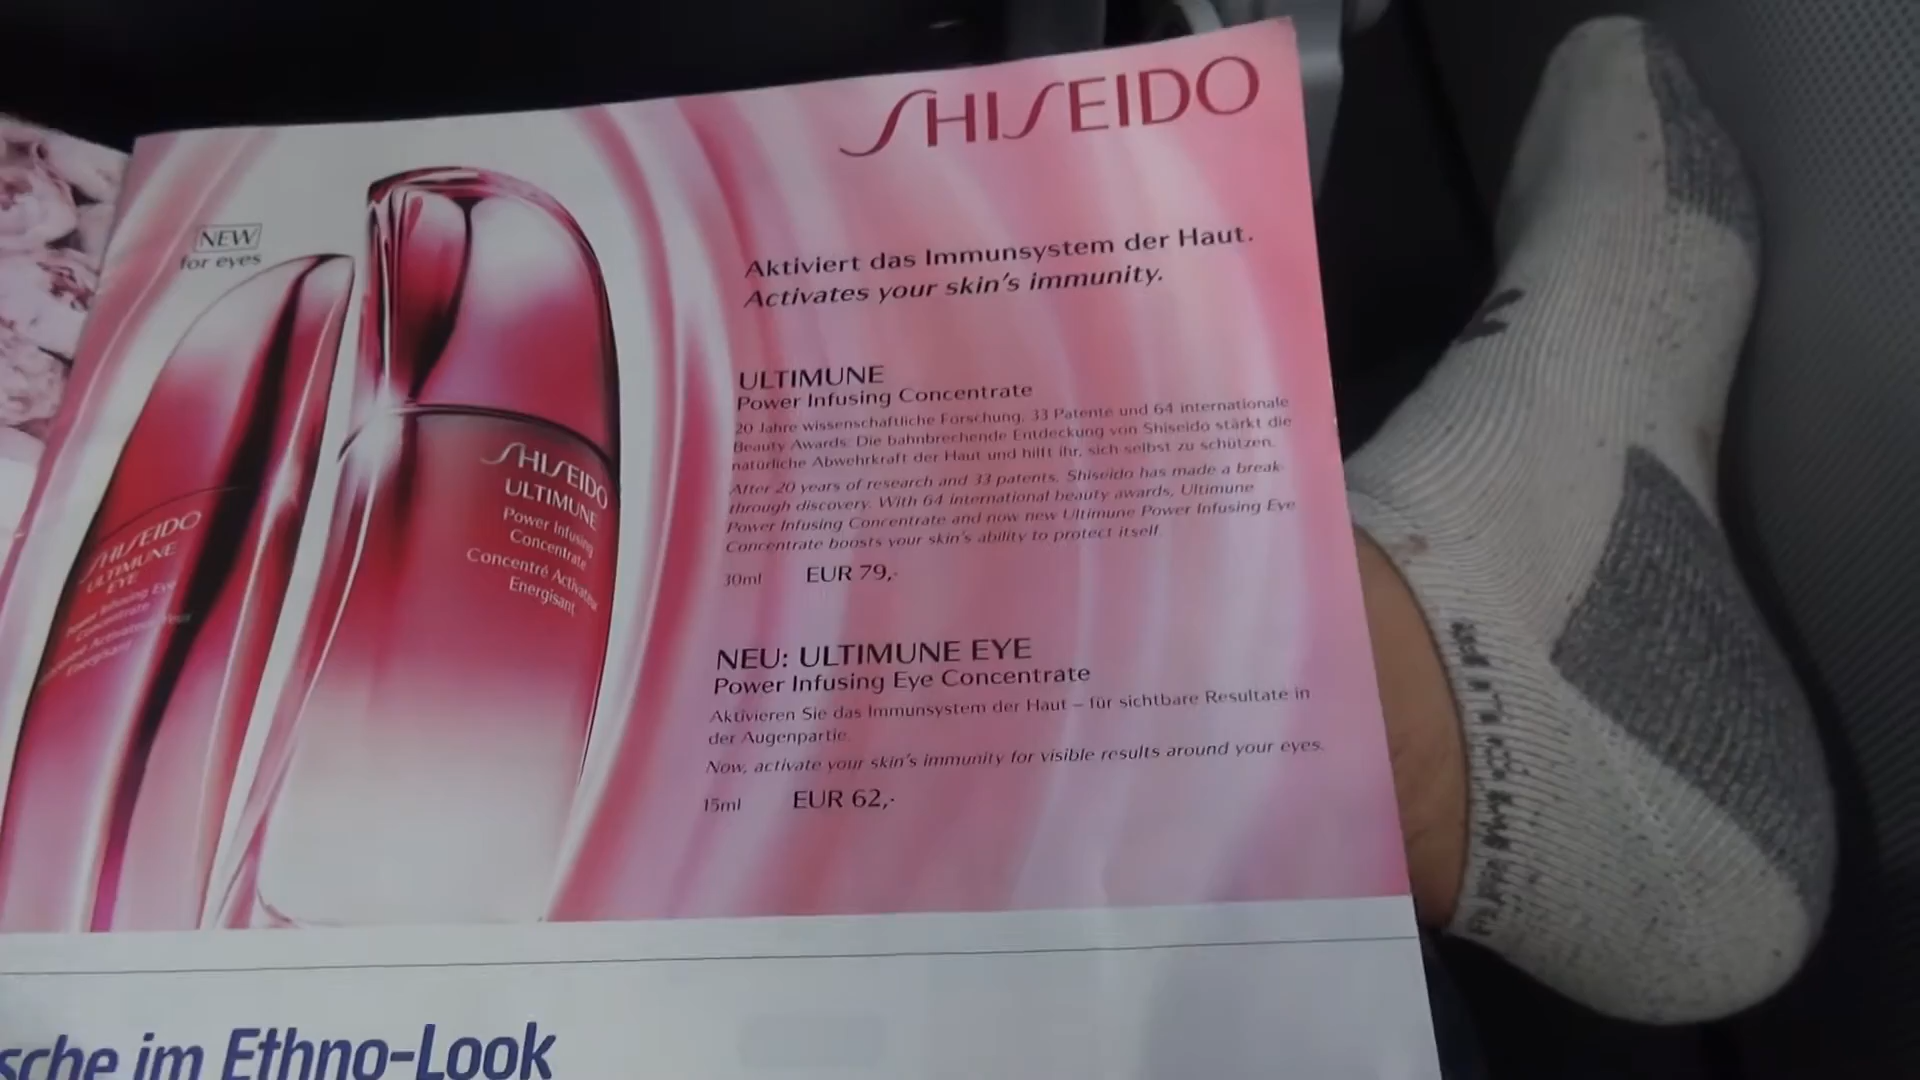 SHISEIDO
NEW
for eyes
Aktiviert das Immunsystem der Haut.
Activates your skin's immunity.
ULTIMUNE
Power Infusing Concentrate
20 Jahre wissenschaftliche Forschung, 33 Patente und 64 internationale
Beauty Awards: Die bahnbrechende Entdeckung von Shiseido stärkt die
natürliche Abwehrkraft der Haut und hilft ihr, sich selbst zu schützen.
After 20 years of research and 33 patents, Shiseido has made a break-
through discovery. With 64 international beauty awards, Ultimune
Power Infusing Concentrate and now new Ultimune Power Infusing Eye
Concentrate boosts your skin's ability to protect itself.
30ml EUR 79,-
NEU: ULTIMUNE EYE
Power Infusing Eye Concentrate
Aktivieren Sie das Immunsystem der Haut – für sichtbare Resultate in
der Augenpartie.
Now, activate your skin's immunity for visible results around your eyes.
15ml EUR 62,-
SHISEIDO
ULTIMUNE
Power Infusing
Concentrate
Concentré Activateur
Energisant
SHISEIDO
ULTIMUNE
EYE
Power Infusing Eye
Concentrate
Energisant
sche im Ethno-Look